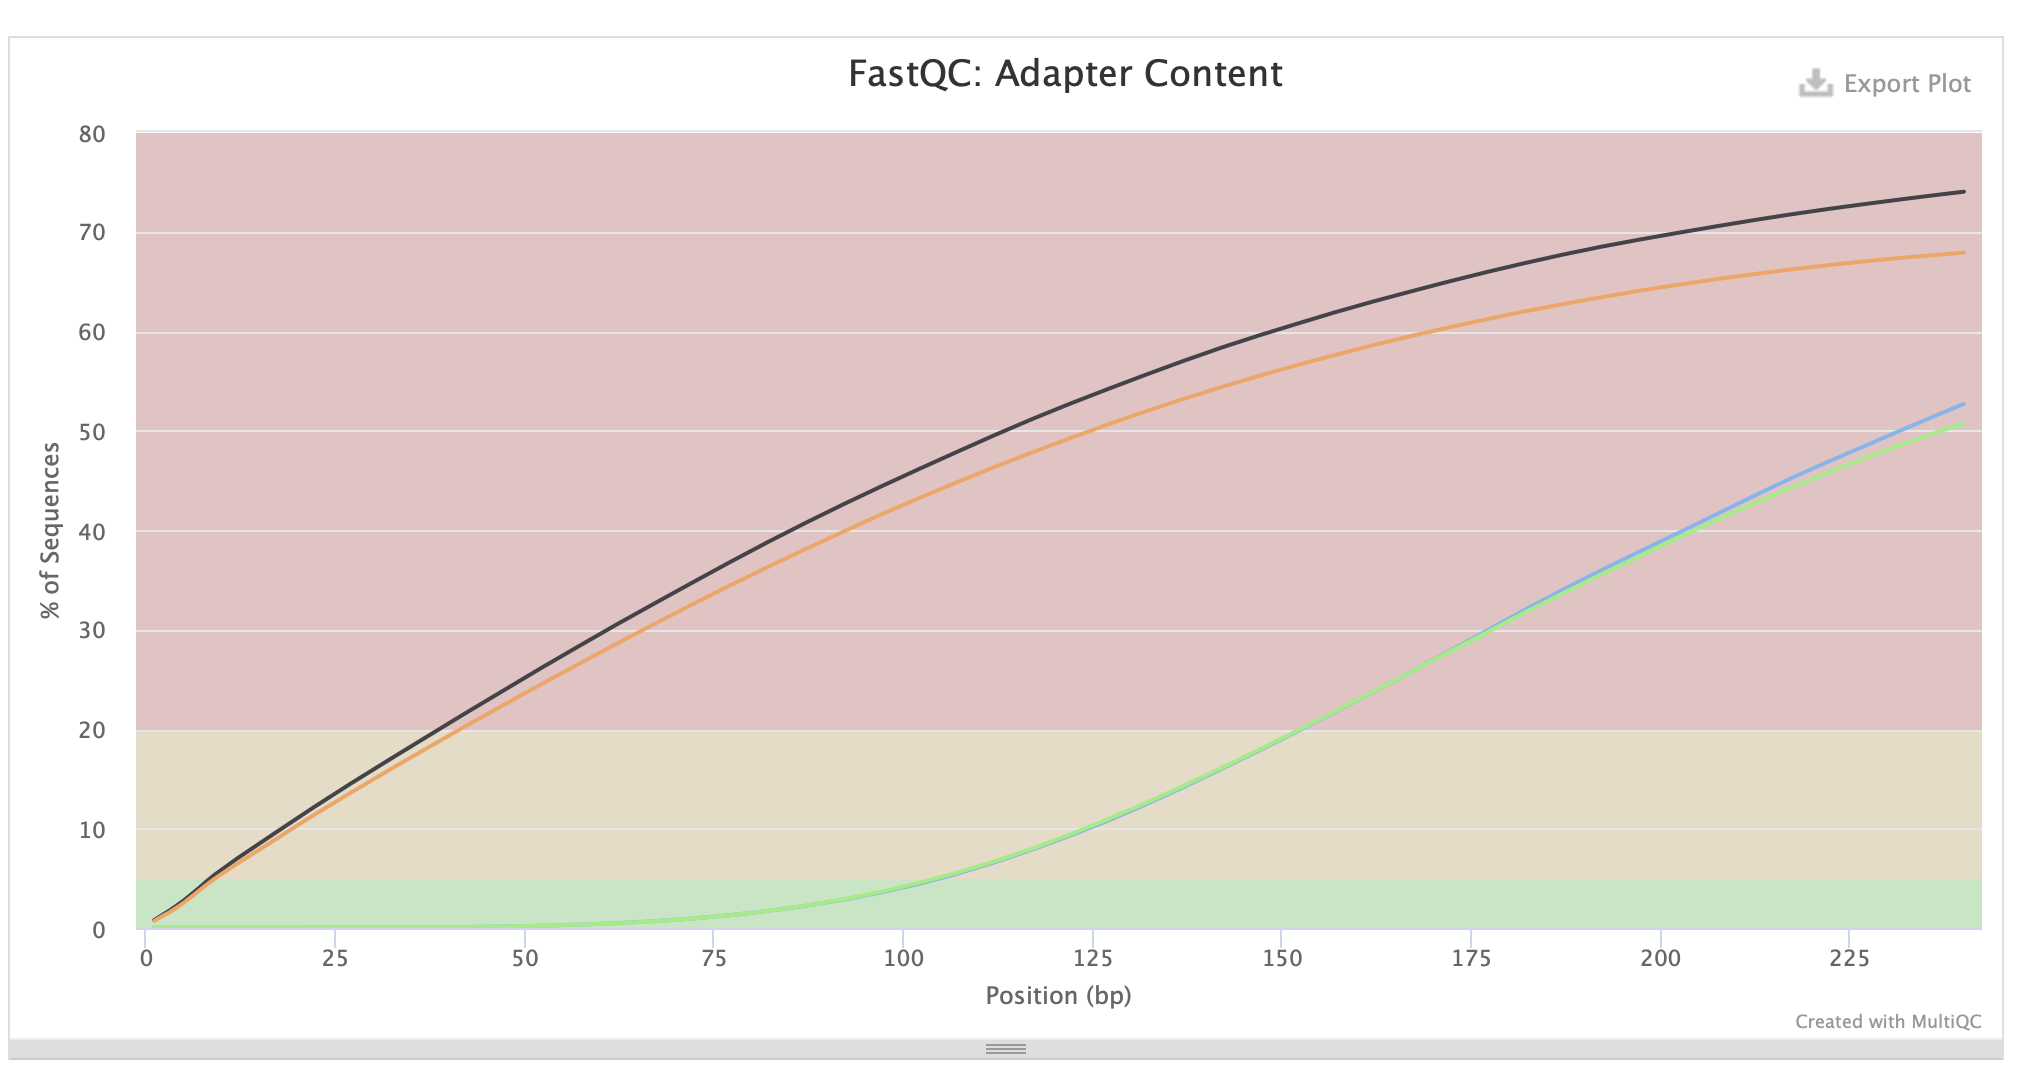 FastQC: Adapter Content
Export Plot
80
70
60
50
40
30
20
10
0
% of Sequences
0 25 50 75 100 125 150 175 200 225
Position (bp)
Created with MultiQC